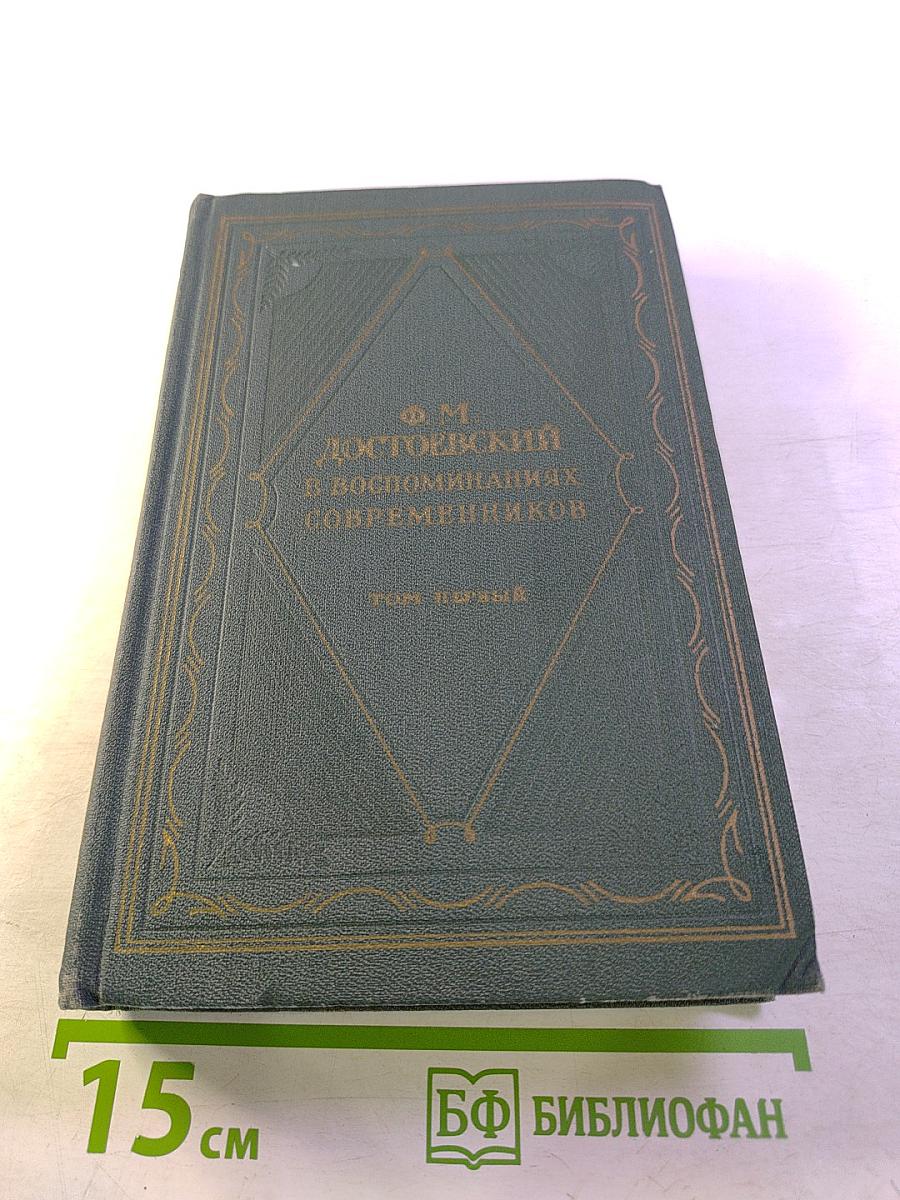 Ф. М.
ДОСТОЕВСКИЙ
В ВОСПОМИНАНИЯХ
СОВРЕМЕННИКОВ
ТОМ ПЕРВЫЙ
15 см
БФ БИБЛИОФАН